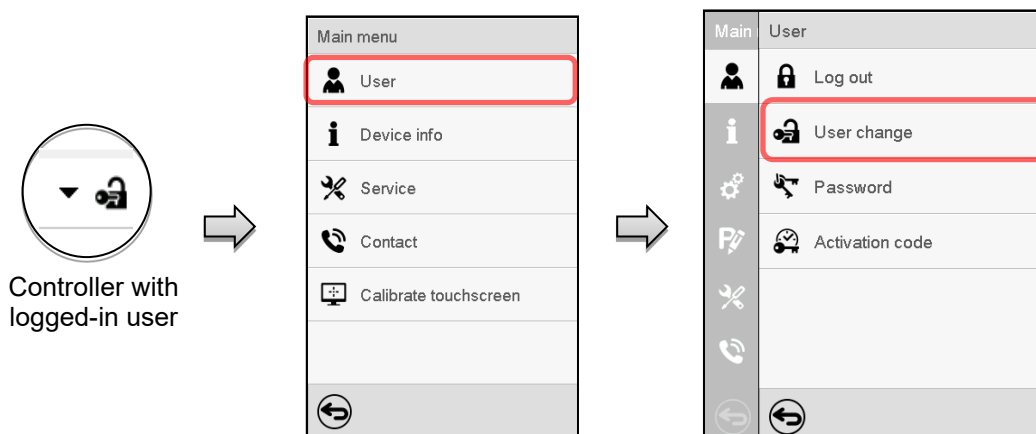 Controller with
logged-in user
Main menu
User
Device info
Service
Contact
Calibrate touchscreen
Main
User
Log out
User change
Password
Activation code